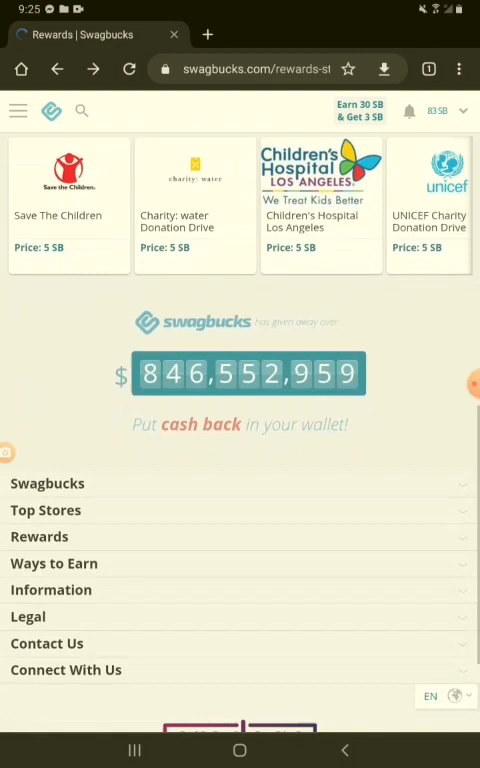 9:25
Rewards | Swagbucks
swagbucks.com/rewards-st
1
Earn 30 SB
& Get 3 SB
83 SB
Save the Children.
charity: water
Children's
Hospital
LOS ANGELES.
We Treat Kids Better
unicef
Save The Children
Charity: water
Donation Drive
Children's Hospital
Los Angeles
UNICEF Charity
Donation Drive
Price: 5 SB
Price: 5 SB
Price: 5 SB
Price: 5 SB
swagbucks has given away over...
$846,552,959
Put cash back in your wallet!
Swagbucks
Top Stores
Rewards
Ways to Earn
Information
Legal
Contact Us
Connect With Us
EN